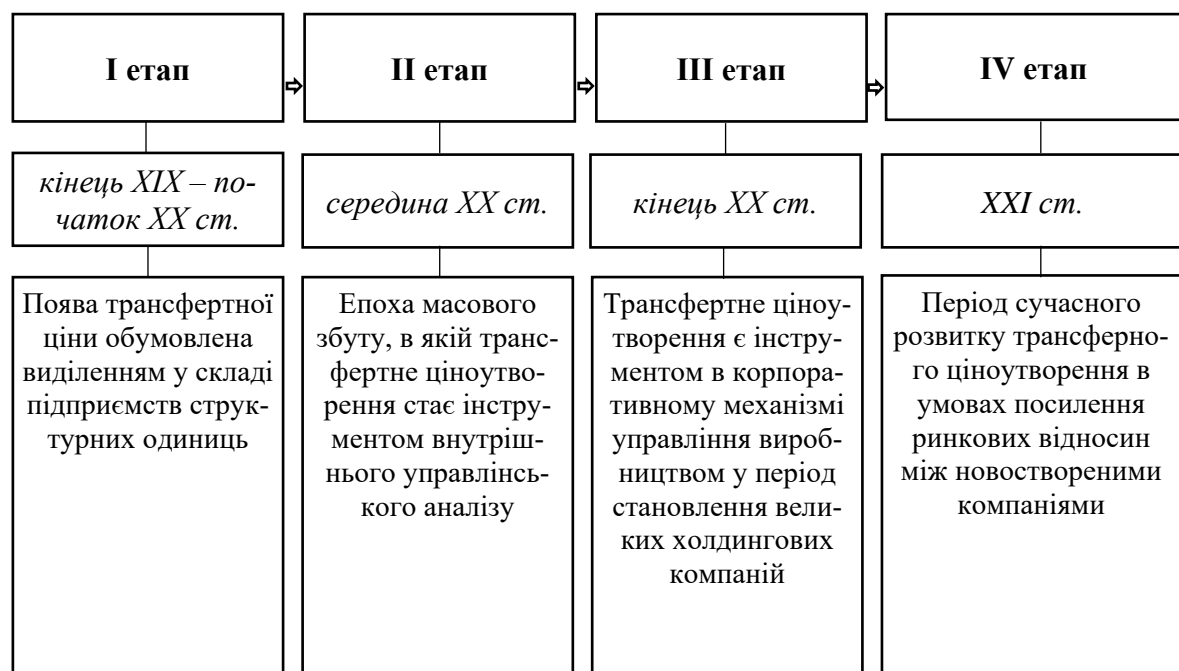 I етап
II етап
III етап
IV етап
кінець XIX – по-
чаток XX ст.
середина XX ст.
кінець XX ст.
XXI ст.
Поява трансфертної
ціни обумовлена
виділенням у складі
підприємств струк-
турних одиниць
Епоха масового
збуту, в якій транс-
фертне ціноутво-
рення стає інстру-
ментом внутріш-
нього управлінсь-
кого аналізу
Трансфертне ціноу-
творення є інстру-
ментом в корпора-
тивному механізмі
управління вироб-
ництвом у період
становлення вели-
ких холдингових
компаній
Період сучасного
розвитку трансферно-
го ціноутворення в
умовах посилення
ринкових відносин
між новоствореними
компаніями